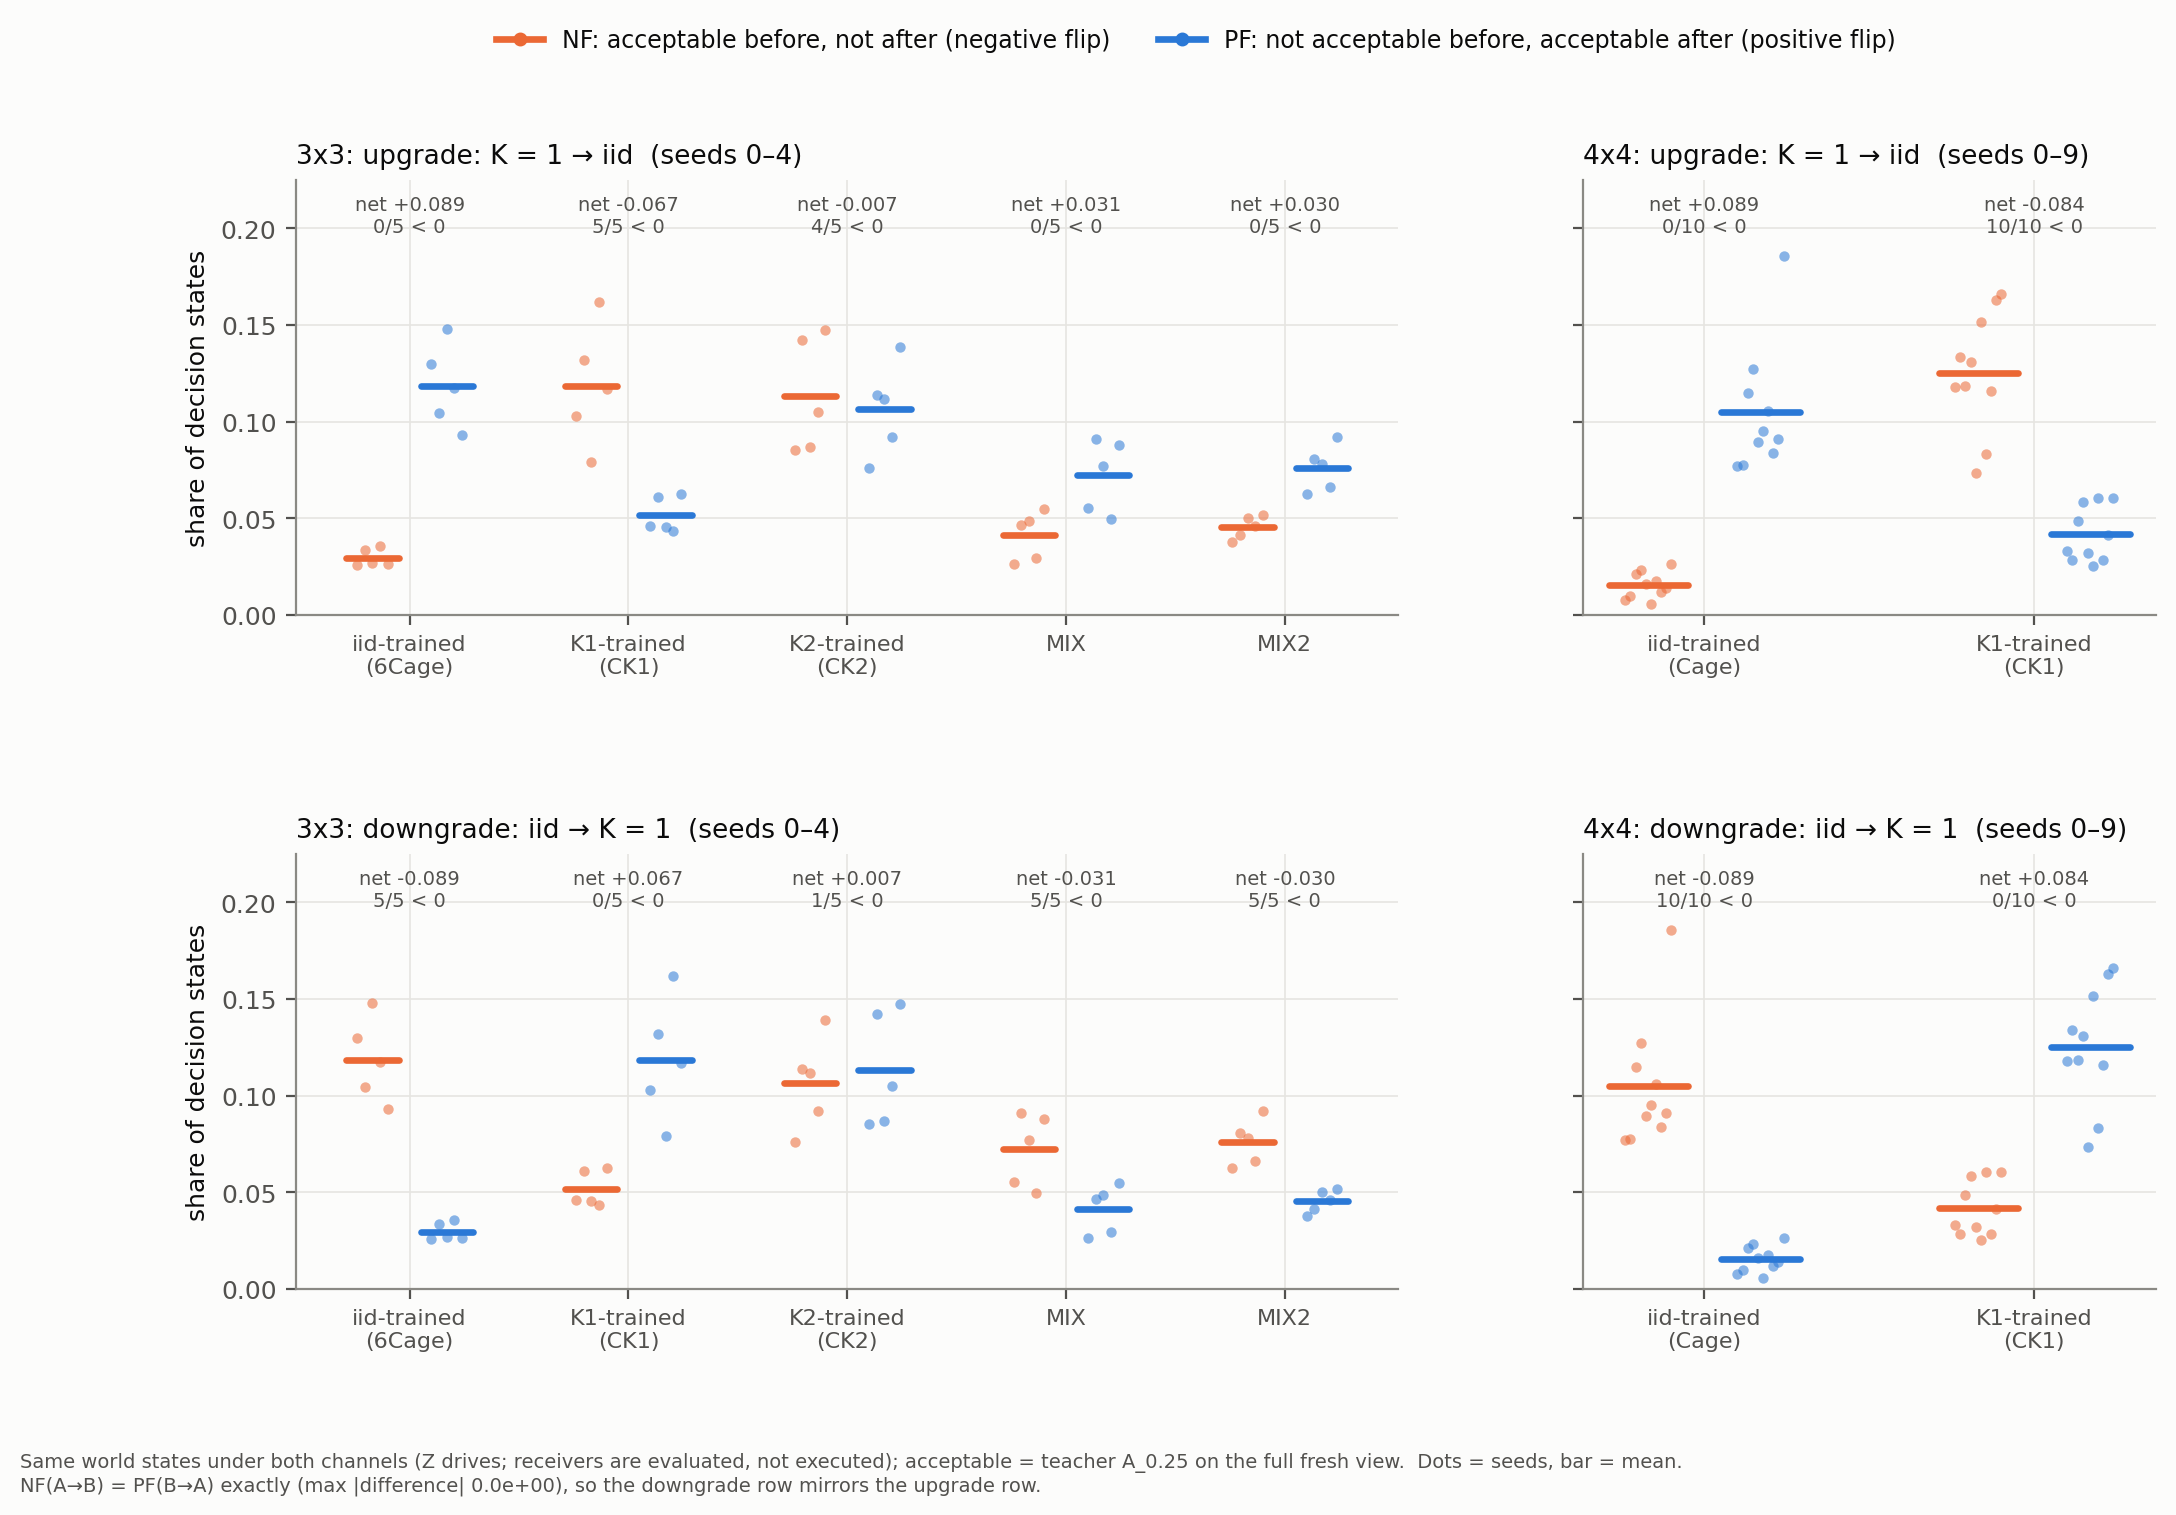 NF: acceptable before, not after (negative flip)
PF: not acceptable before, acceptable after (positive flip)
3x3: upgrade: K = 1 → iid  (seeds 0–4)
net +0.089
0/5 < 0
net -0.067
5/5 < 0
net -0.007
4/5 < 0
net +0.031
0/5 < 0
net +0.030
0/5 < 0
share of decision states
0.20
0.15
0.10
0.05
0.00
iid-trained
(6Cage)
K1-trained
(CK1)
K2-trained
(CK2)
MIX
MIX2
4x4: upgrade: K = 1 → iid  (seeds 0–9)
net +0.089
0/10 < 0
net -0.084
10/10 < 0
iid-trained
(Cage)
K1-trained
(CK1)
3x3: downgrade: iid → K = 1  (seeds 0–4)
net -0.089
5/5 < 0
net +0.067
0/5 < 0
net +0.007
1/5 < 0
net -0.031
5/5 < 0
net -0.030
5/5 < 0
share of decision states
0.20
0.15
0.10
0.05
0.00
iid-trained
(6Cage)
K1-trained
(CK1)
K2-trained
(CK2)
MIX
MIX2
4x4: downgrade: iid → K = 1  (seeds 0–9)
net -0.089
10/10 < 0
net +0.084
0/10 < 0
iid-trained
(Cage)
K1-trained
(CK1)
Same world states under both channels (Z drives; receivers are evaluated, not executed); acceptable = teacher A_0.25 on the full fresh view.  Dots = seeds, bar = mean.
NF(A→B) = PF(B→A) exactly (max |difference| 0.0e+00), so the downgrade row mirrors the upgrade row.